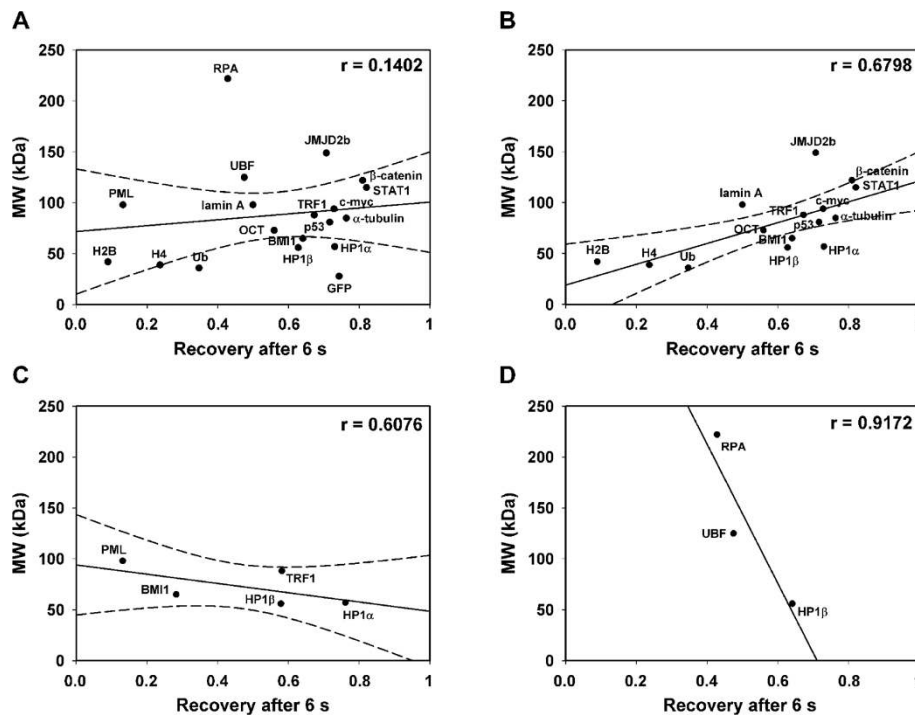 A
250
200
150
100
50
0
MW (kDa)
r = 0.1402
RPA
JMJD2b
UBF
β-catenin
STAT1
PML
lamin A
TRF1
c-myc
α-tubulin
OCT
p53
BMI1
HP1α
HP1β
H2B
H4
Ub
GFP
0.0 0.2 0.4 0.6 0.8 1
Recovery after 6 s
B
250
200
150
100
50
0
MW (kDa)
r = 0.6798
JMJD2b
β-catenin
STAT1
lamin A
TRF1
c-myc
α-tubulin
OCT
p53
BMI1
HP1β
HP1α
H2B
H4
Ub
0.0 0.2 0.4 0.6 0.8
Recovery after 6 s
C
250
200
150
100
50
0
MW (kDa)
r = 0.6076
PML
TRF1
BMI1
HP1β
HP1α
0.0 0.2 0.4 0.6 0.8 1
Recovery after 6 s
D
250
200
150
100
50
0
MW (kDa)
r = 0.9172
RPA
UBF
HP1β
0.0 0.2 0.4 0.6 0.8
Recovery after 6 s